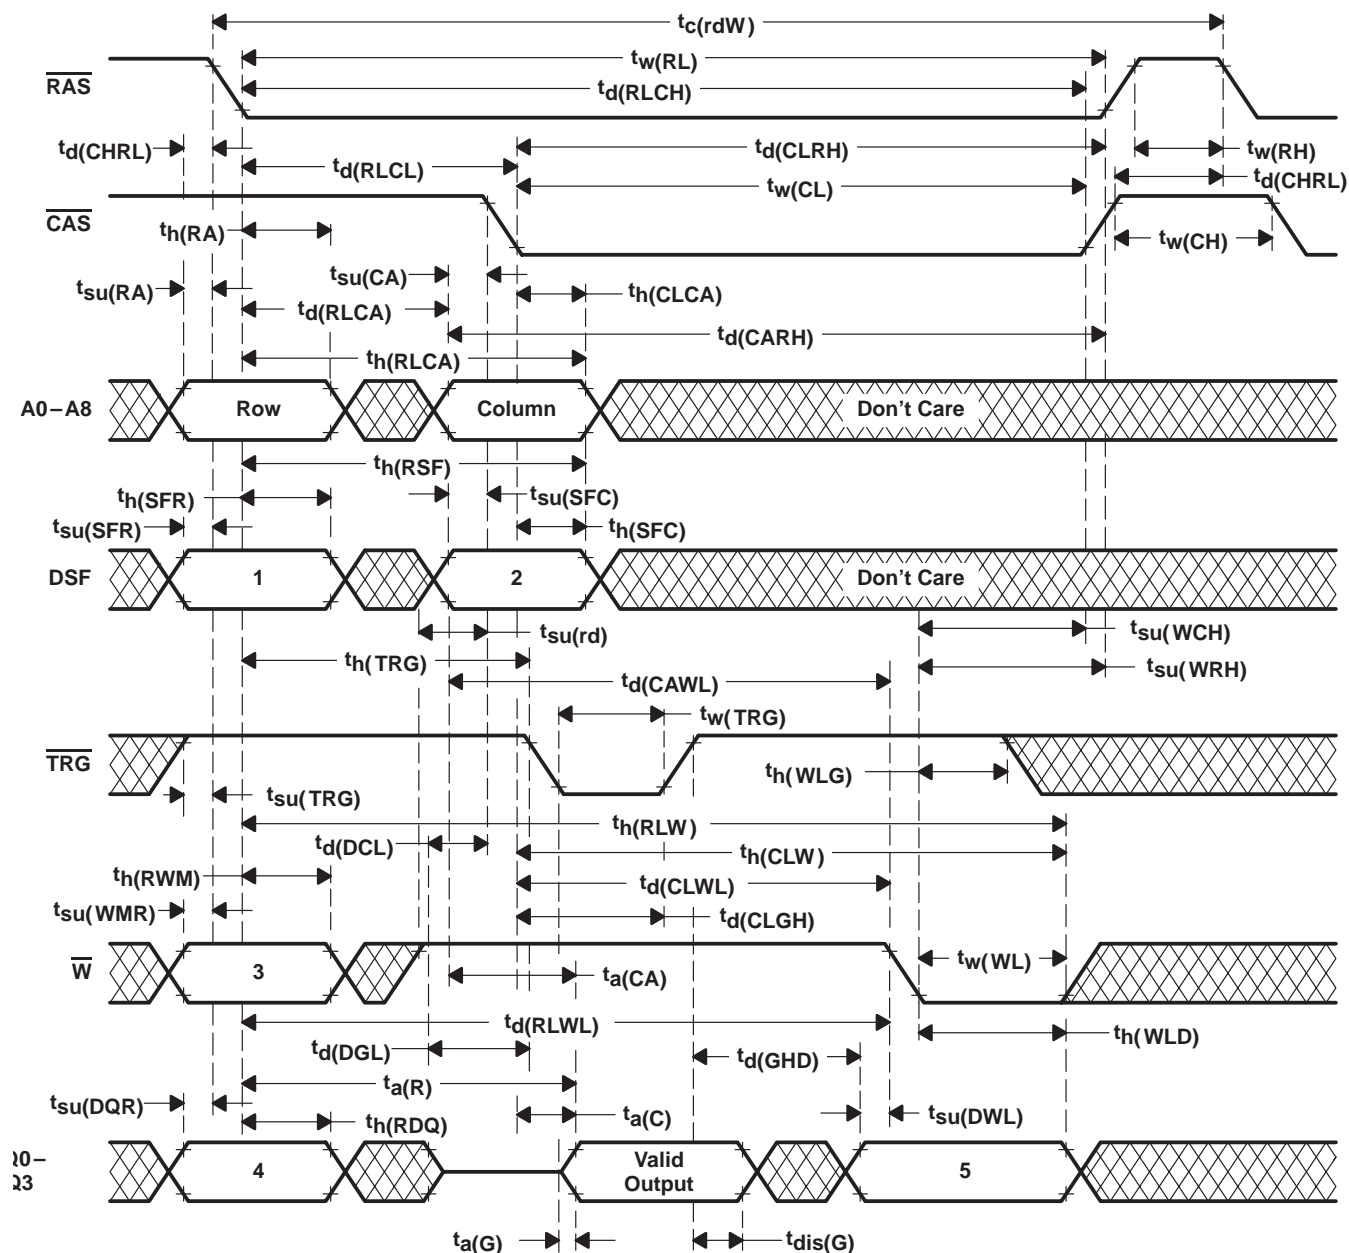 tc(rdW)
tw(RL)
RAS
td(RLCH)
td(CHRL)
td(RLCL)
td(CLRH)
tw(RH)
tw(CL)
td(CHRL)
CAS
th(RA)
tw(CH)
tsu(CA)
tsu(RA)
th(CLCA)
td(RLCA)
td(CARH)
th(RLCA)
A0–A8
Row
Column
Don't Care
th(RSF)
th(SFR)
tsu(SFC)
tsu(SFR)
th(SFC)
DSF
1
2
Don't Care
tsu(rd)
tsu(WCH)
th(TRG)
tsu(WRH)
td(CAWL)
tw(TRG)
TRG
th(WLG)
tsu(TRG)
th(RLW)
td(DCL)
th(CLW)
th(RWM)
td(CLWL)
tsu(WMR)
td(CLGH)
W
3
tw(WL)
ta(CA)
td(RLWL)
th(WLD)
td(DGL)
td(GHD)
ta(R)
tsu(DQR)
th(RDQ)
ta(C)
tsu(DWL)
Q0–
Q3
4
Valid
Output
5
ta(G)
tdis(G)